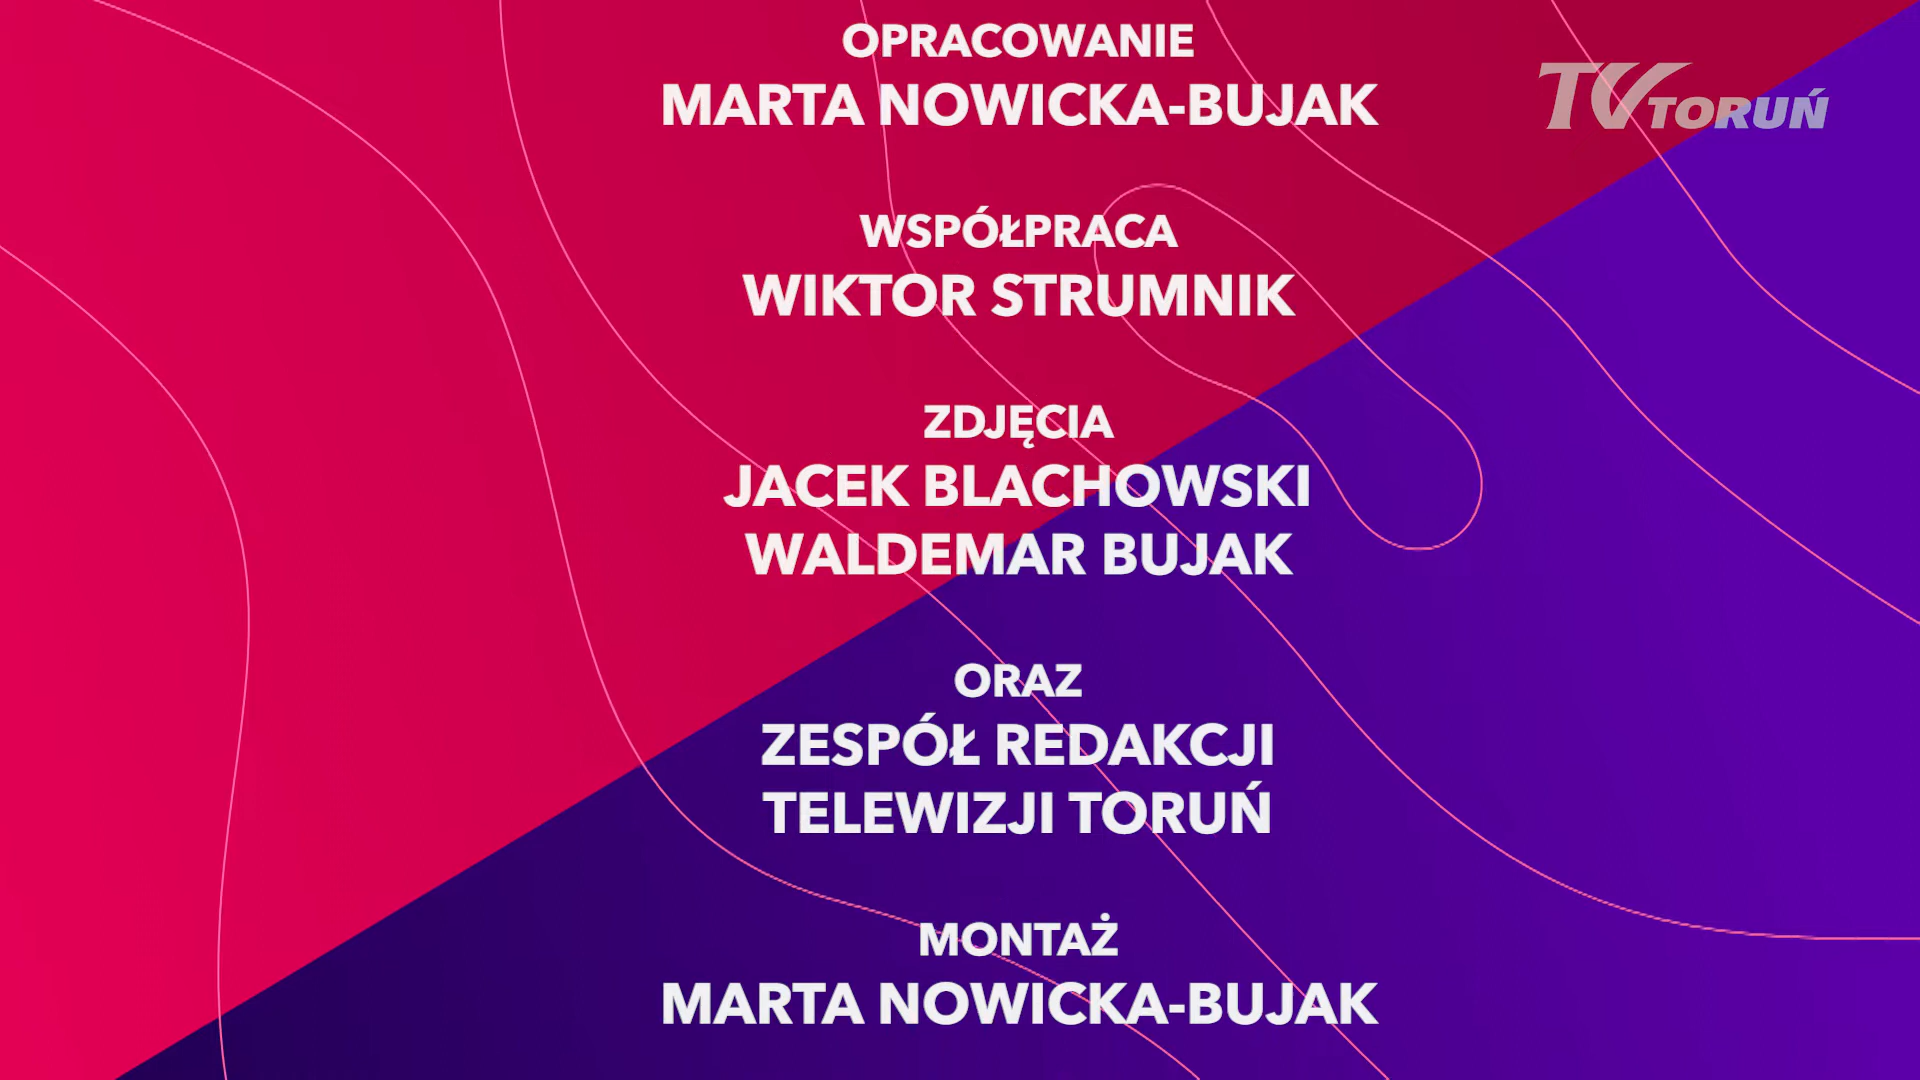 OPRACOWANIE
MARTA NOWICKA-BUJAK
TV TORUŃ
WSPÓŁPRACA
WIKTOR STRUMNIK
ZDJĘCIA
JACEK BLACHOWSKI
WALDEMAR BUJAK
ORAZ
ZESPÓŁ REDAKCJI
TELEWIZJI TORUŃ
MONTAŻ
MARTA NOWICKA-BUJAK